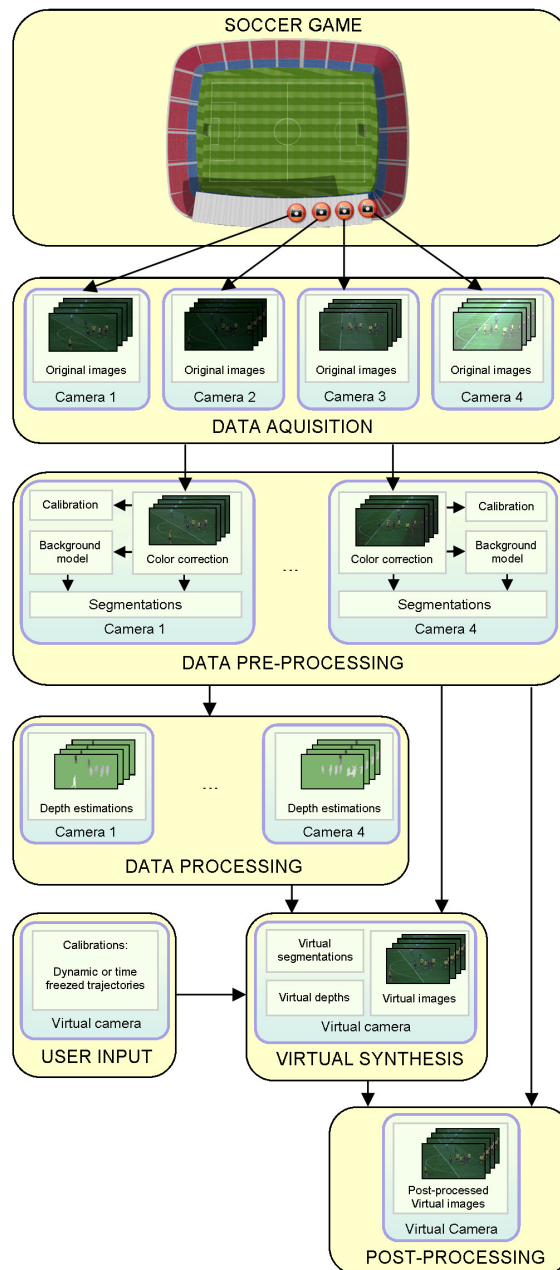 SOCCER GAME
Original images
Camera 1
Original images
Camera 2
Original images
Camera 3
Original images
Camera 4
DATA AQUISITION
Calibration
Background
model
Color correction
Segmentations
Camera 1
...
Color correction
Calibration
Background
model
Segmentations
Camera 4
DATA PRE-PROCESSING
Depth estimations
Camera 1
...
Depth estimations
Camera 4
DATA PROCESSING
Calibrations:
Dynamic or time
freezed trajectories
Virtual camera
USER INPUT
Virtual
segmentations
Virtual depths
Virtual images
Virtual camera
VIRTUAL SYNTHESIS
Post-processed
Virtual images
Virtual Camera
POST-PROCESSING